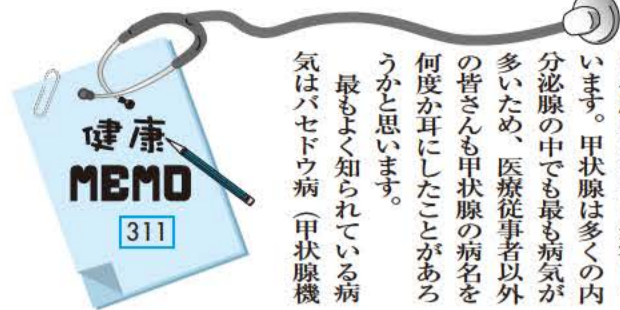 健康
MEMO
311
います。甲状腺は多くの内
分泌腺の中でも最も病気が
多いため、医療従事者以外
の皆さんも甲状腺の病名を
何度か耳にしたことがあろ
うかと思います。
最もよく知られている病
気はバセドウ病（甲状腺機